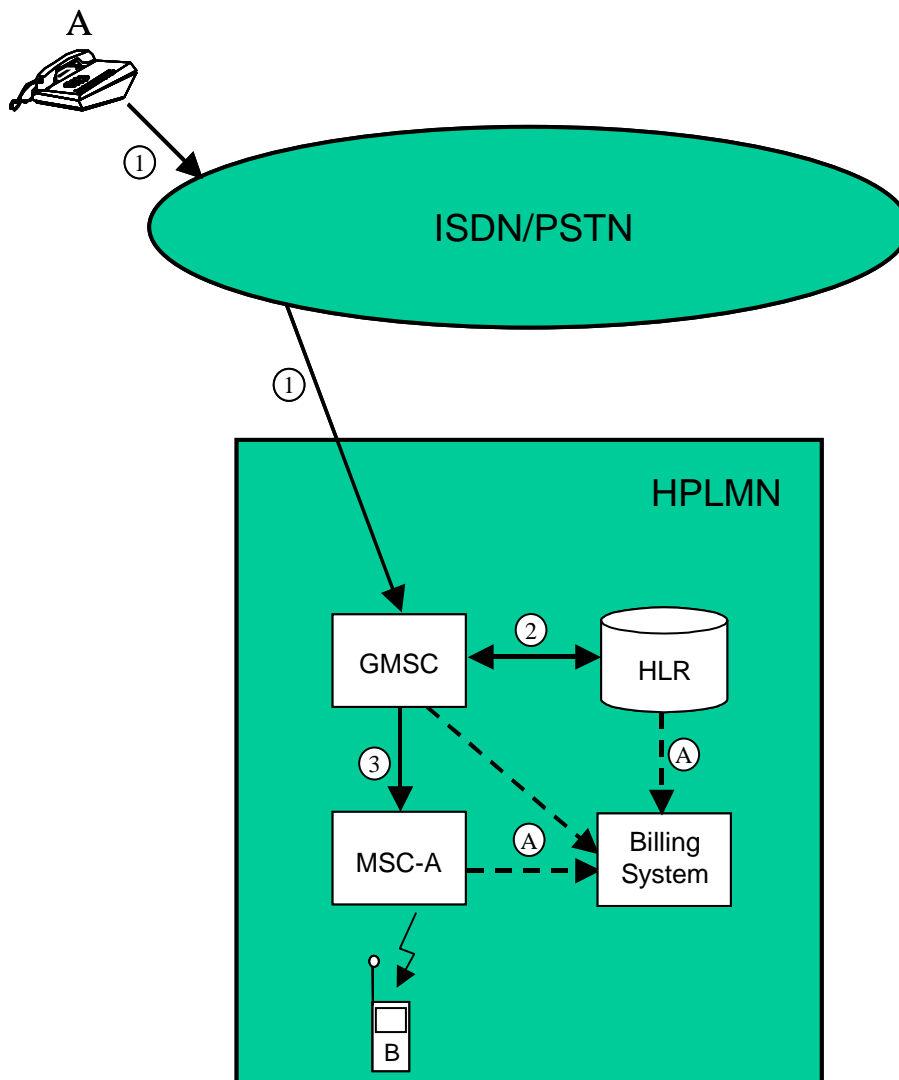 A
1
ISDN/PSTN
1
HPLMN
GMSC
2
HLR
3
A
MSC-A
A
Billing
System
B